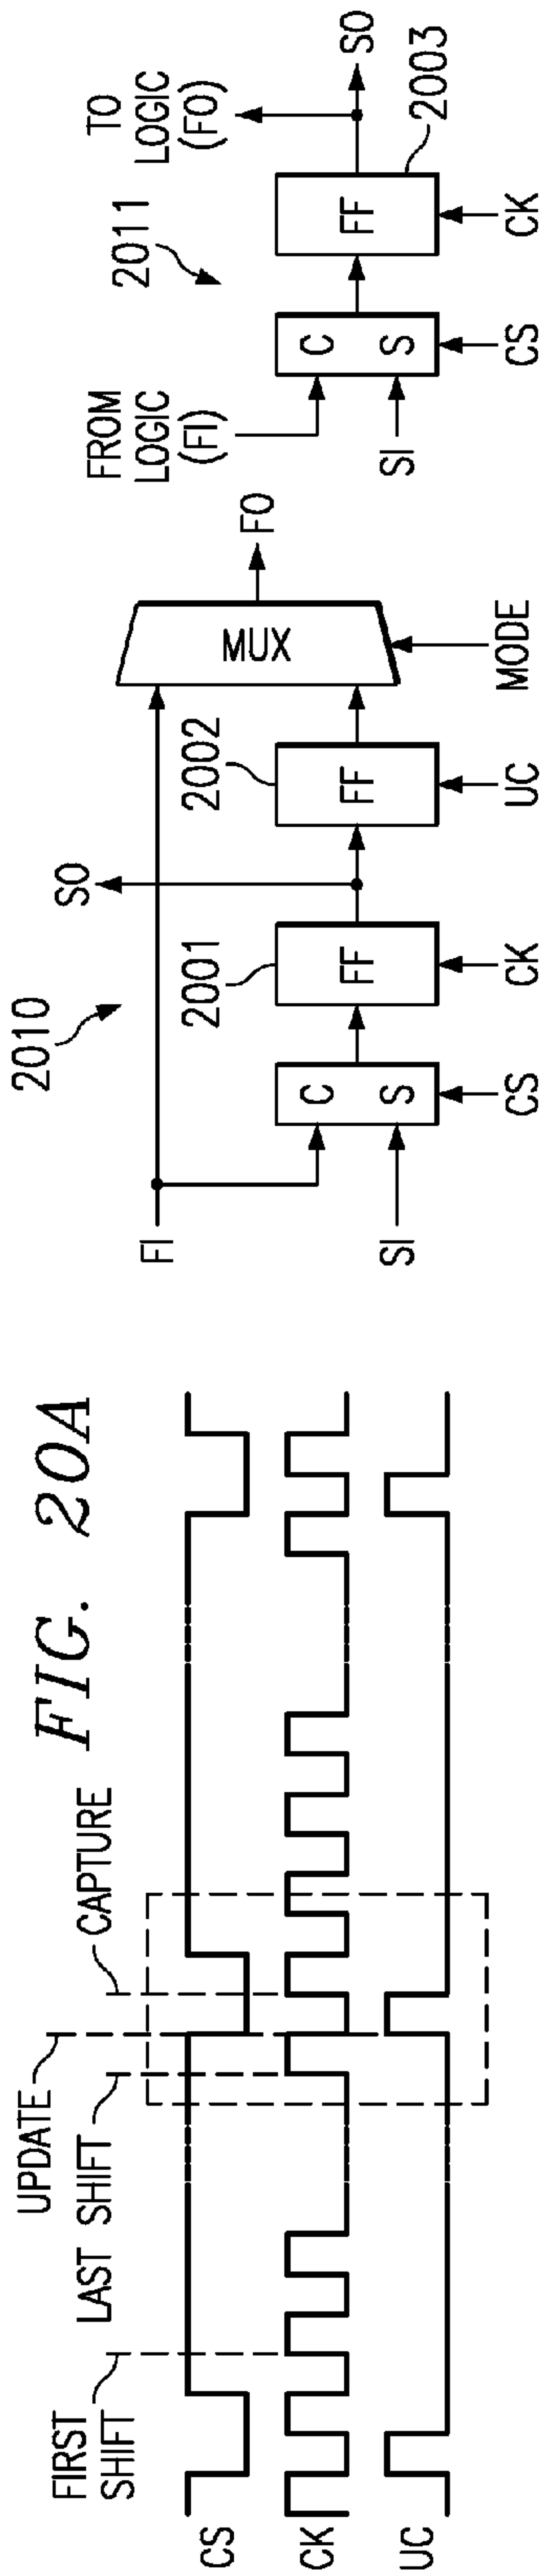 FIG. 20A
FIRST
SHIFT
LAST SHIFT
UPDATE
CAPTURE
CS
CK
UC
2010
SO
FI
SI
C
S
CS
2001
FF
CK
2002
FF
UC
MUX
MODE
FO
2011
FROM
LOGIC
(FI)
SI
C
S
CS
FF
CK
2003
TO
LOGIC
(FO)
SO